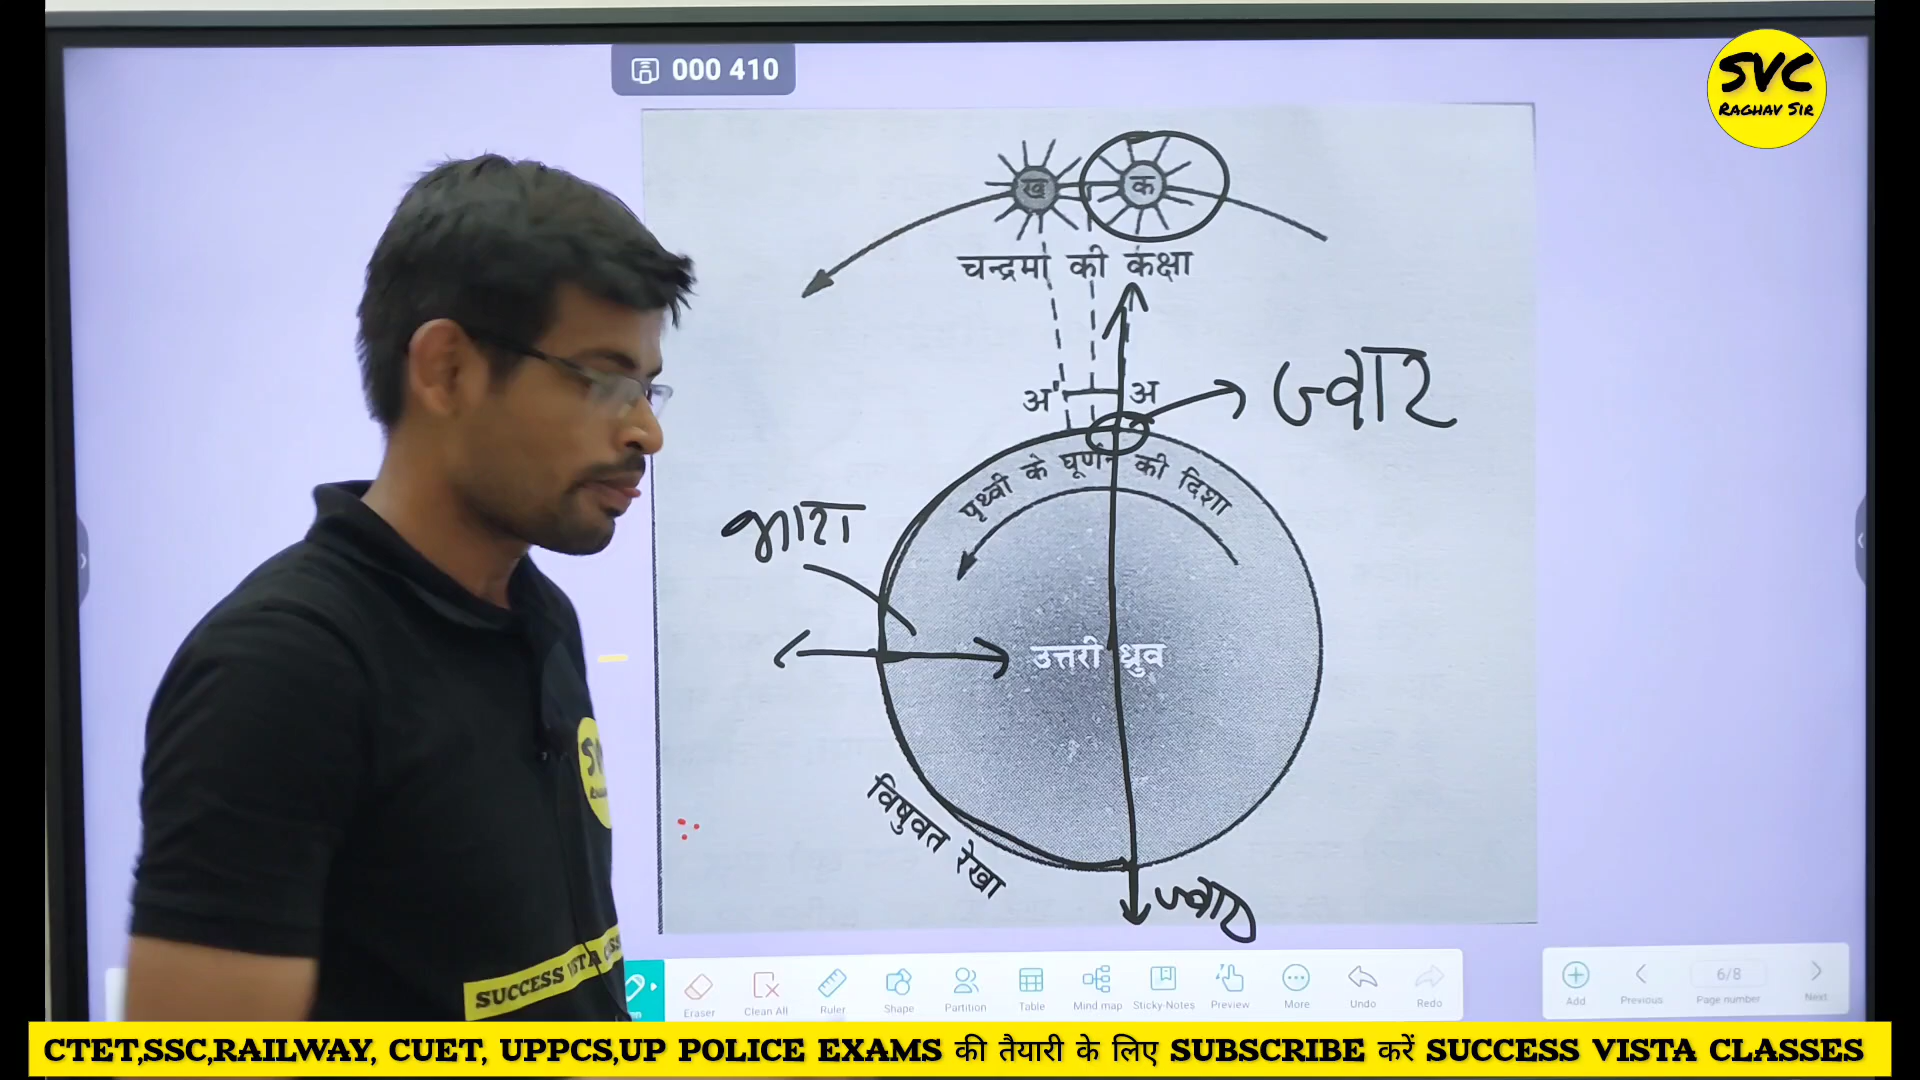 000 410
SVC
RAGHAV SIR
ख
क
चन्द्रमा की कक्षा
अ'
अ
ज्वार
पृथ्वी के घूर्णन की दिशा
भाटा
उत्तरी ध्रुव
विषुवत रेखा
ज्वार
SUCCESS VISTA
Eraser
Clean All
Ruler
Shape
Partition
Table
Mind map
Sticky-Notes
Preview
More
Undo
Redo
Add
Previous
6/8
Page number
Next
CTET,SSC,RAILWAY, CUET, UPPCS,UP POLICE EXAMS की तैयारी के लिए SUBSCRIBE करें SUCCESS VISTA CLASSES